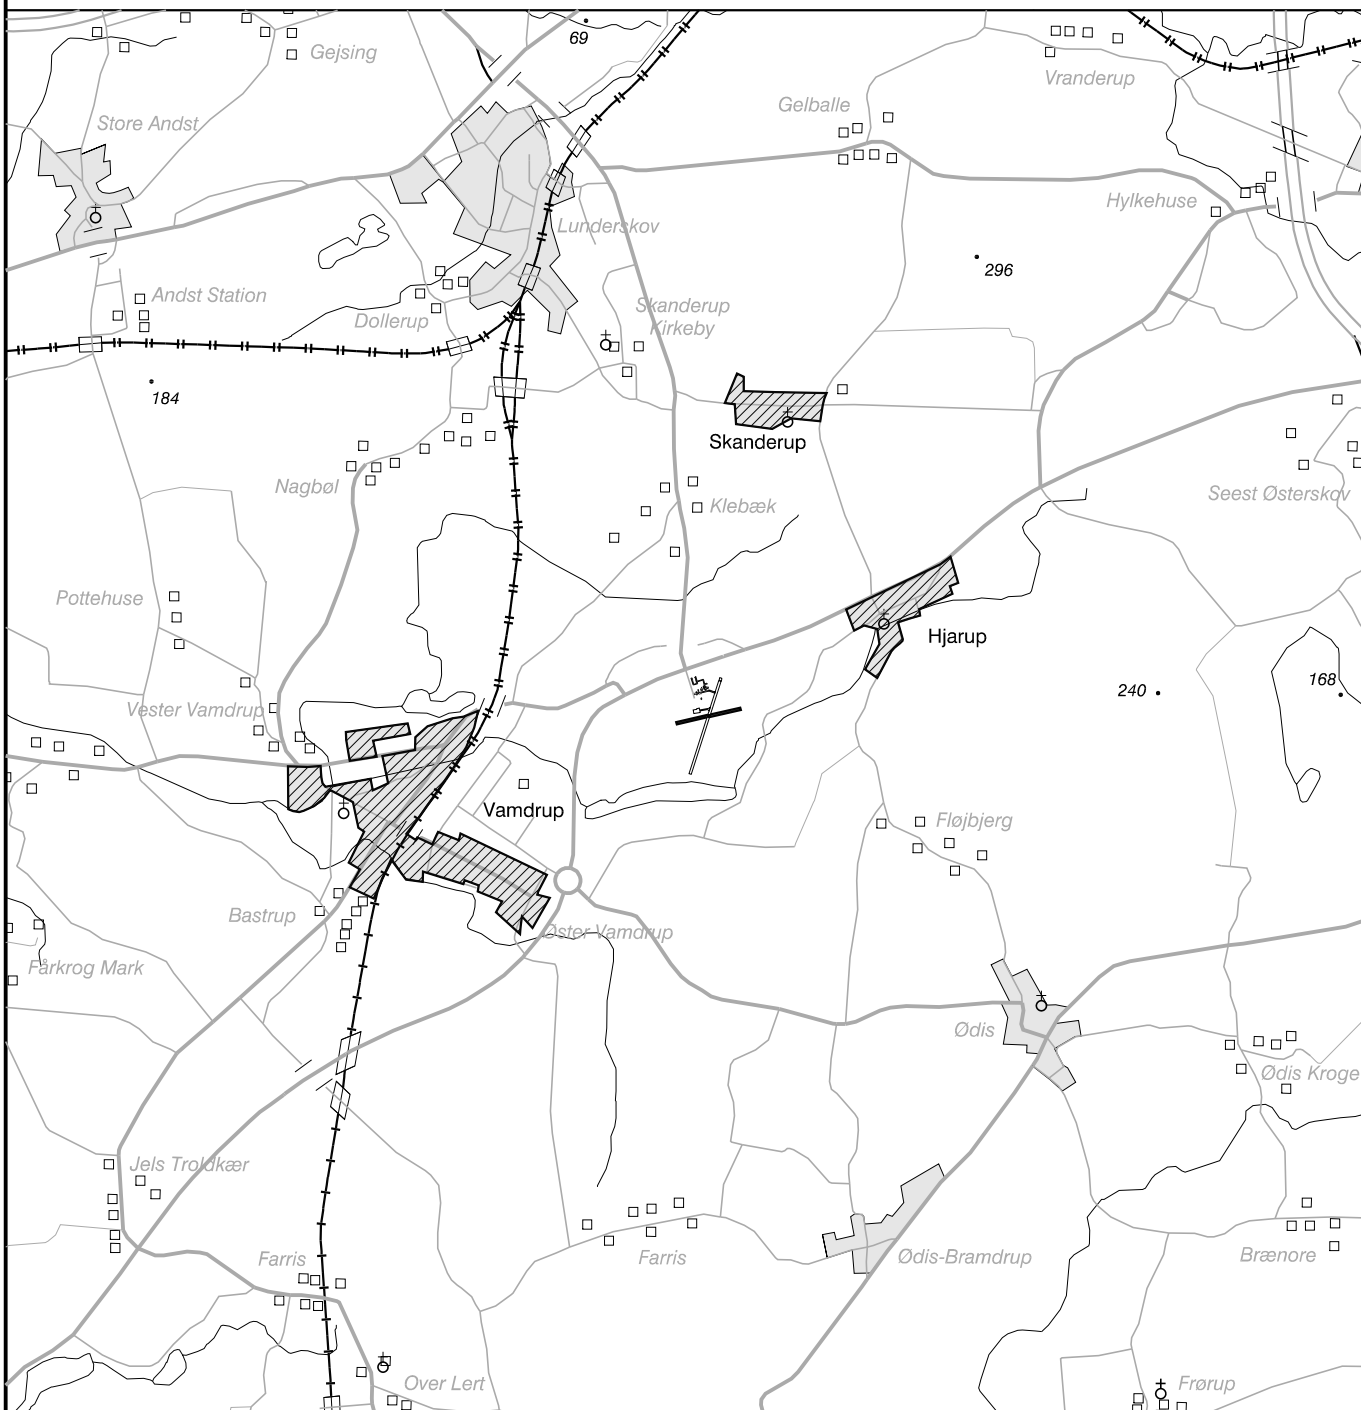 69
Gejsing
Vranderup
Gelballe
Store Andst
Hylkehuse
Lunderskov
296
Andst Station
Skanderup
Kirkeby
Dollerup
184
Skanderup
Nagbøl
Klebæk
Seest Østerskov
Pottehuse
Hjarup
168
240
Vester Vamdrup
Vamdrup
Fløjbjerg
Bastrup
Øster Vamdrup
Fårkrog Mark
Ødis
Ødis Kroge
Jels Troldkær
Farris
Farris
Ødis-Bramdrup
Brænore
Over Lert
Frørup